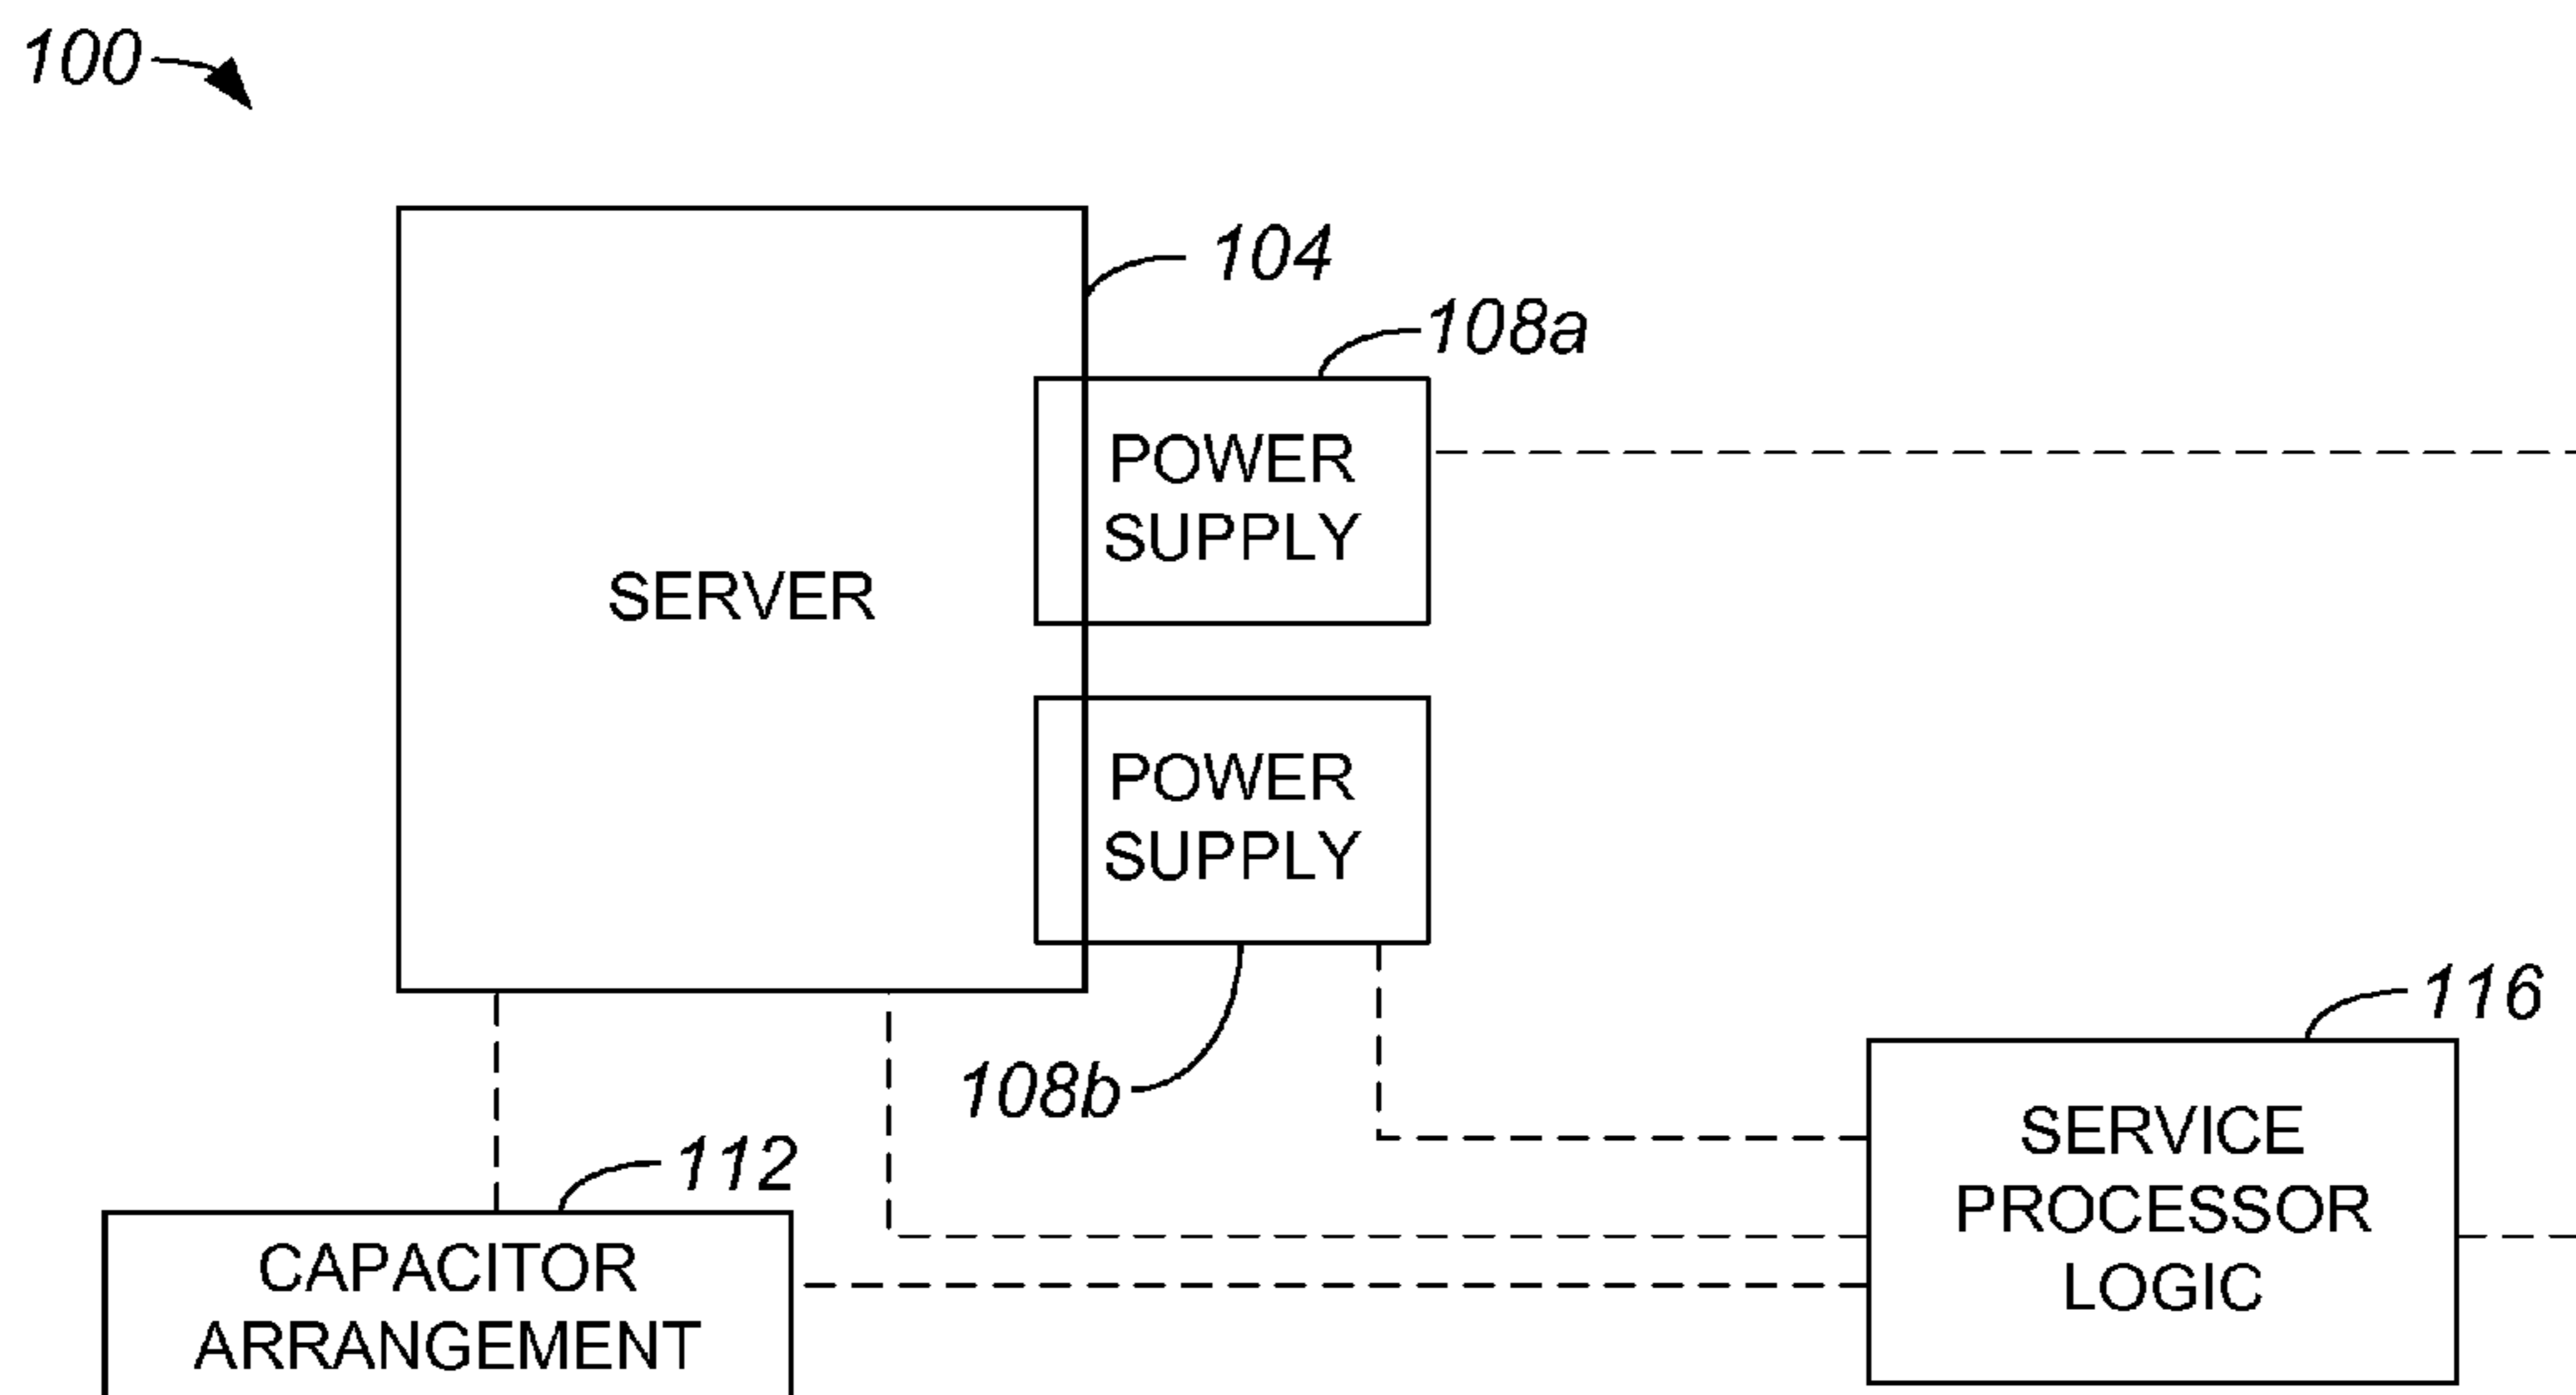 100
104
108a
POWER
SUPPLY
SERVER
POWER
SUPPLY
108b
116
112
SERVICE
PROCESSOR
LOGIC
CAPACITOR
ARRANGEMENT